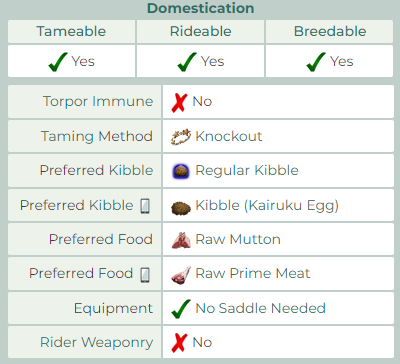 Domestication
Tameable Rideable Breedable
Yes Yes Yes
Torpor Immune No
Taming Method Knockout
Preferred Kibble Regular Kibble
Preferred Kibble Kibble (Kairuku Egg)
Preferred Food Raw Mutton
Preferred Food Raw Prime Meat
Equipment No Saddle Needed
Rider Weaponry No